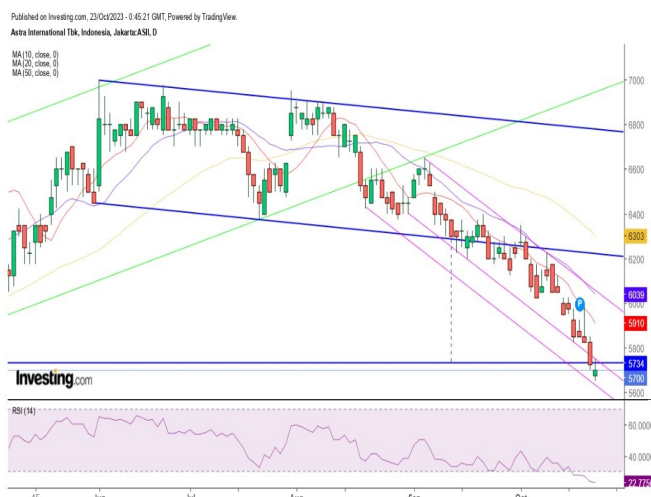 Published on Investing.com, 23/Oct/2023 - 0:45:21 GMT, Powered by TradingView.
Astra International Tbk, Indonesia, Jakarta:ASII, D
MA (10, close, 0)
MA (20, close, 0)
MA (50, close, 0)
7000
6800
6600
6400
6303
6200
6039
6000
5910
P
5800
5734
5700
5600
Investing.com
RSI (14)
60.0000
40.0000
22.775
15 Jun Jul Aug Sep Oct